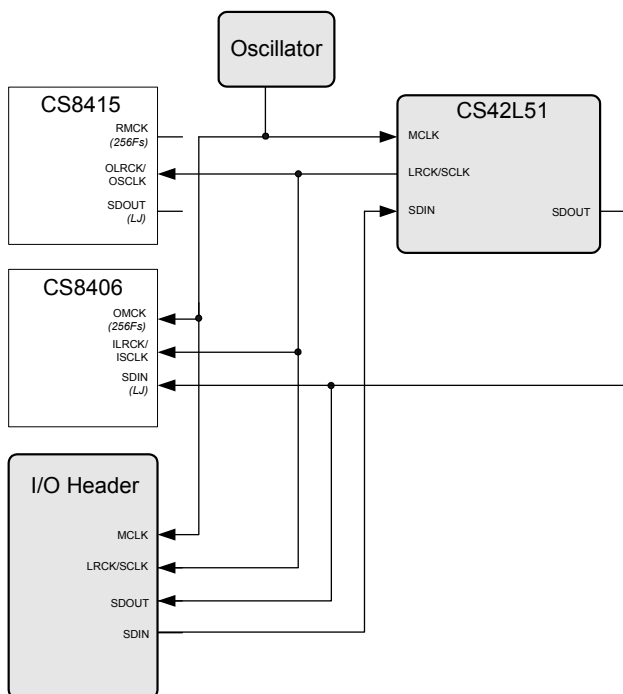 Oscillator
CS8415
RMCK
(256Fs)
OLRCK/
OSCLK
SDOUT
(LJ)
CS42L51
MCLK
LRCK/SCLK
SDIN
SDOUT
CS8406
OMCK
(256Fs)
ILRCK/
ISCLK
SDIN
(LJ)
I/O Header
MCLK
LRCK/SCLK
SDOUT
SDIN